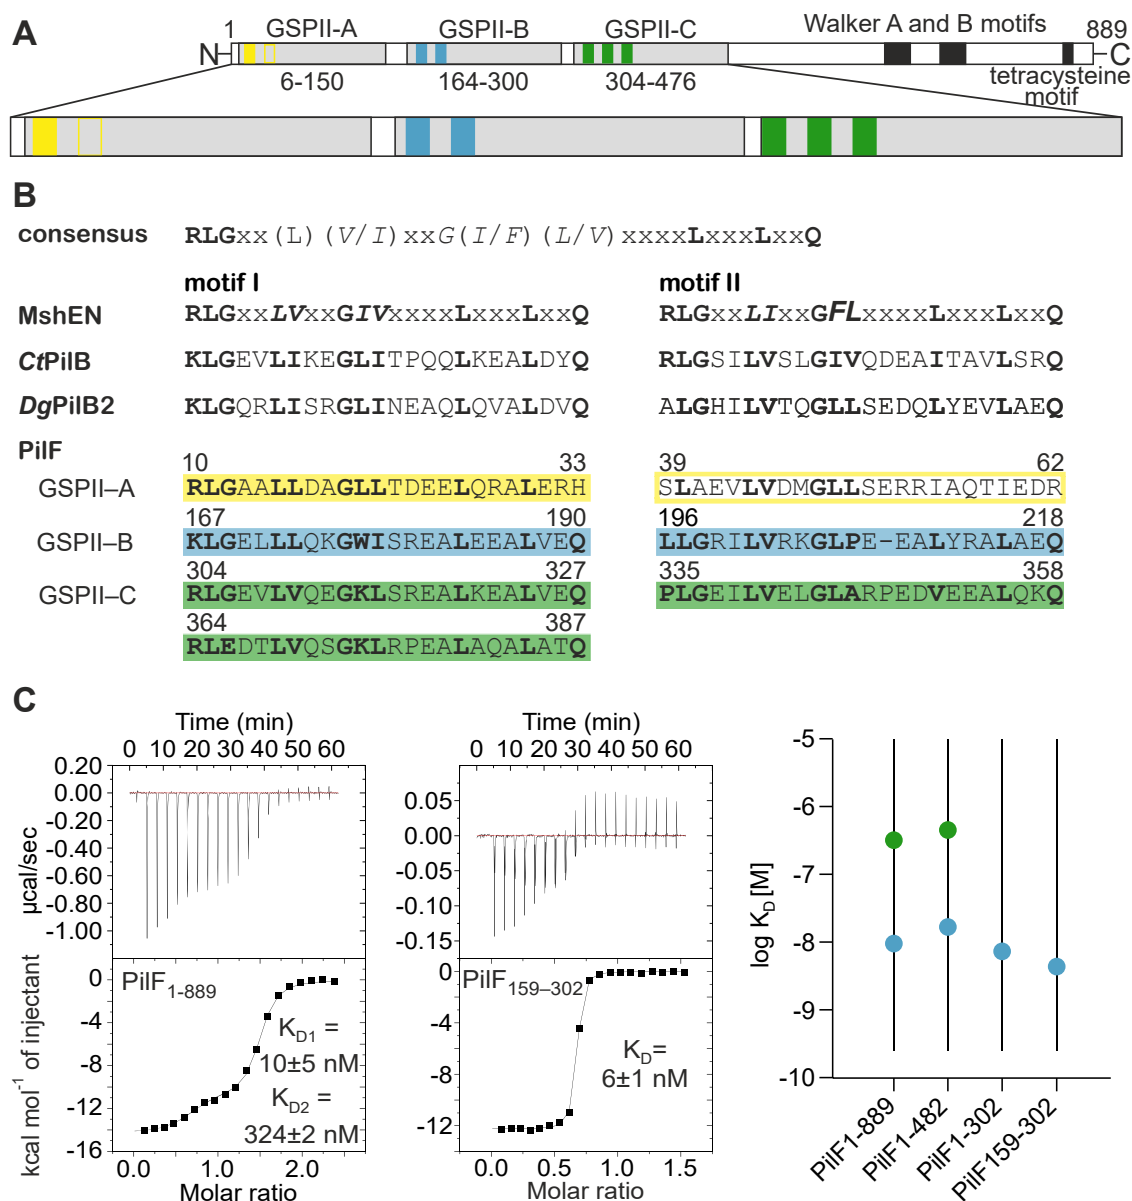 A
1 GSPII-A GSPII-B GSPII-C Walker A and B motifs 889
N C
6-150 164-300 304-476 tetracysteine
motif
B
consensus RLGxx(L)(V/I)xxG(I/F)(L/V)xxxxLxxxLxxQ
motif I motif II
MshEN RLGxxLVxxGIVxxxxLxxxLxxQ RLGxxLIxxGFLxxxxLxxxLxxQ
CtPilB KLGEVLIKEGLITPQQLKEALDYQ RLGSILVSLGIVQDEAITAVLSRQ
DgPilB2 KLGQRLISRGLINEAQLQVALDVQ ALGHILVTQGLLSEDQLYEVLAEQ
PilF
10 33 39 62
GSPII–A RLGAALLDAGLLTDEELQRALERH SLAEVLVDMGLLSERRIAQTIEDR
167 190 196 218
GSPII–B KLGELLLQKGWISREALEEALVEQ LLGRILVRKGLPE-EALYRALAEQ
304 327 335 358
GSPII–C RLGEVLVQEGKLSREALKEALVEQ PLGEILVELGLARPEDVEEALQKQ
364 387
RLEDTLVQSGKLRPEALAQALATQ
C
Time (min)
0 10 20 30 40 50 60
µcal/sec
0.20
0.00
-0.20
-0.40
-0.60
-0.80
-1.00
kcal mol⁻¹ of injectant
0
-4
-8
-12
-16
PilF1-889
KD1 =
10±5 nM
KD2 =
324±2 nM
0.0 1.0 2.0
Molar ratio
Time (min)
0 10 20 30 40 50 60
0.05
0.00
-0.05
-0.10
-0.15
0
-4
-8
-12
PilF159–302
KD=
6±1 nM
0.0 0.5 1.0 1.5
Molar ratio
log KD [M]
-5
-6
-7
-8
-9
-10
PilF1-889
PilF1-482
PilF1-302
PilF159-302